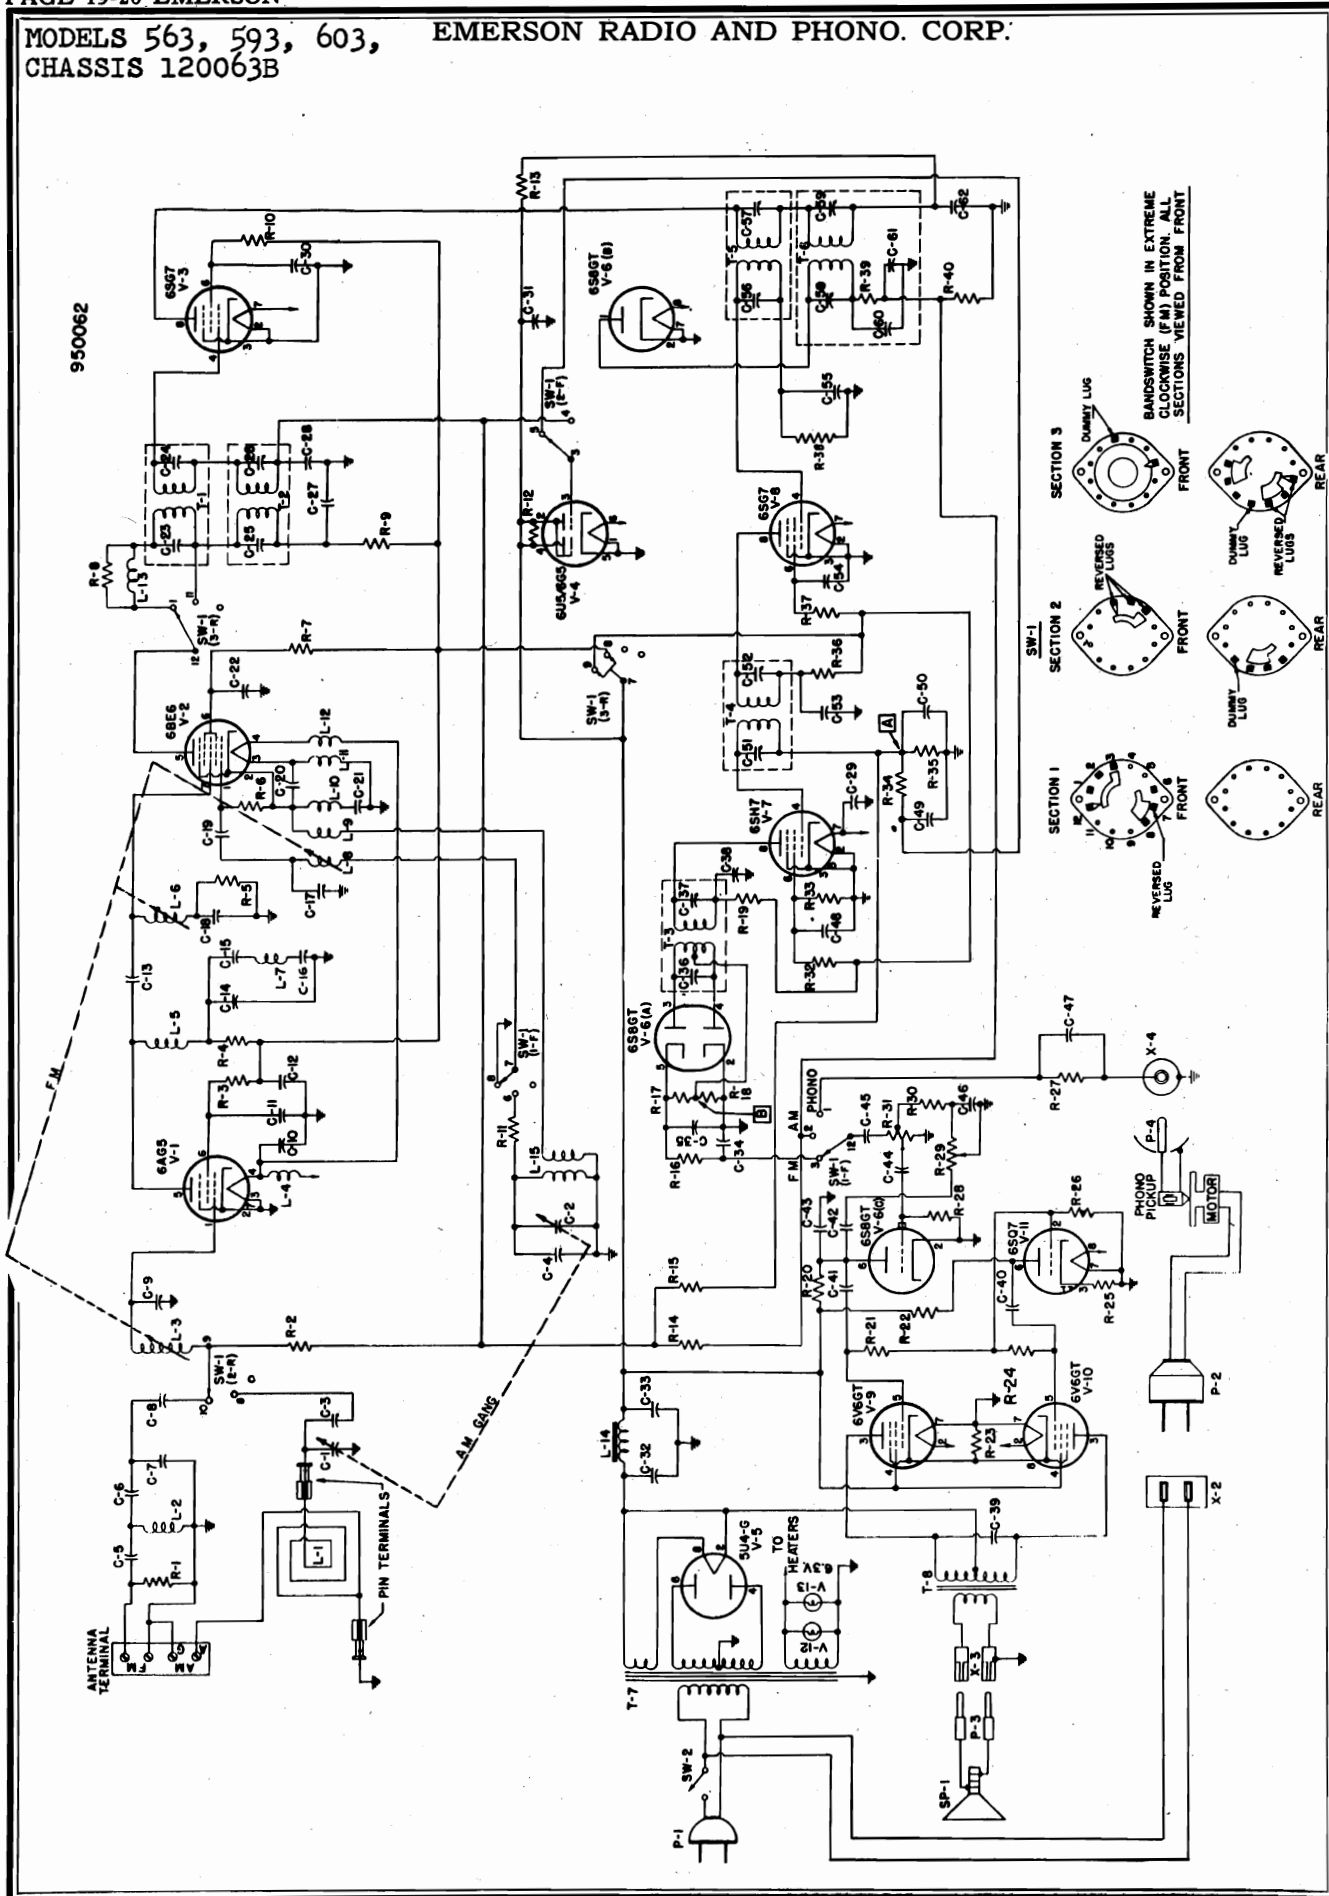 PAGE 19-20 EMERSON
MODELS 563, 593, 603,
CHASSIS 120063B
EMERSON RADIO AND PHONO. CORP.
950062
6SG7
V-3
R-10
C-30
R-13
C-31
6S8GT
V-6(B)
T-5
C-57
C-56
T-6
C-59
C-58
C-61
R-39
C-60
R-40
C-62
C-55
R-38
SW-1
(2-F)
C-24
C-23
T-1
C-26
C-25
T-2
C-28
C-27
R-9
R-8
L-13
SW-1
(3-R)
R-12
6U5/6G5
V-4
6SG7
V-8
C-54
R-37
R-7
C-22
6BE6
V-2
L-12
L-11
C-20
R-6
L-10
C-21
L-9
C-19
L-8
C-17
SW-1
(3-R)
T-4
C-52
C-51
R-36
C-53
A
C-50
R-35
R-34
C-49
C-29
6SH7
V-7
R-33
C-48
R-32
C-38
C-37
C-36
T-3
R-19
L-6
R-5
C-18
C-15
C-13
L-7
C-16
C-14
L-5
R-4
R-3
C-12
C-11
C-10
6AG5
V-1
L-4
FM
SW-1
(1-F)
R-11
L-15
C-2
C-4
6S8GT
V-6(A)
R-17
R-18
B
C-35
C-34
R-16
FM
AM
PHONO
SW-1
(1-F)
C-45
R-31
R-30
C-46
C-44
R-29
R-28
C-43
C-42
6S8GT
V-6(C)
R-20
C-41
R-22
R-21
6SQ7
V-11
R-26
C-40
R-25
R-27
C-47
X-4
P-4
PHONO
PICKUP
MOTOR
C-9
L-3
R-2
R-15
R-14
SW-1
(2-R)
C-8
C-7
C-6
L-2
C-5
R-1
C-3
C-1
AM GANG
L-1
PIN TERMINALS
ANTENNA
TERMINAL
FM
AM
G
A
L-14
C-33
C-32
6V6GT
V-9
R-24
R-23
6V6GT
V-10
P-2
X-2
5U4-G
V-5
TO
HEATERS
6.3V.
V-13
V-12
C-39
T-8
T-7
X-3
P-3
SP-1
SW-2
P-1
SW-1
SECTION 1
SECTION 2
SECTION 3
FRONT
FRONT
FRONT
REAR
REAR
REAR
REVERSED
LUG
REVERSED
LUGS
DUMMY
LUG
DUMMY LUG
DUMMY
LUG
REVERSED
LUGS
BANDSWITCH SHOWN IN EXTREME
CLOCKWISE (FM) POSITION. ALL
SECTIONS VIEWED FROM FRONT